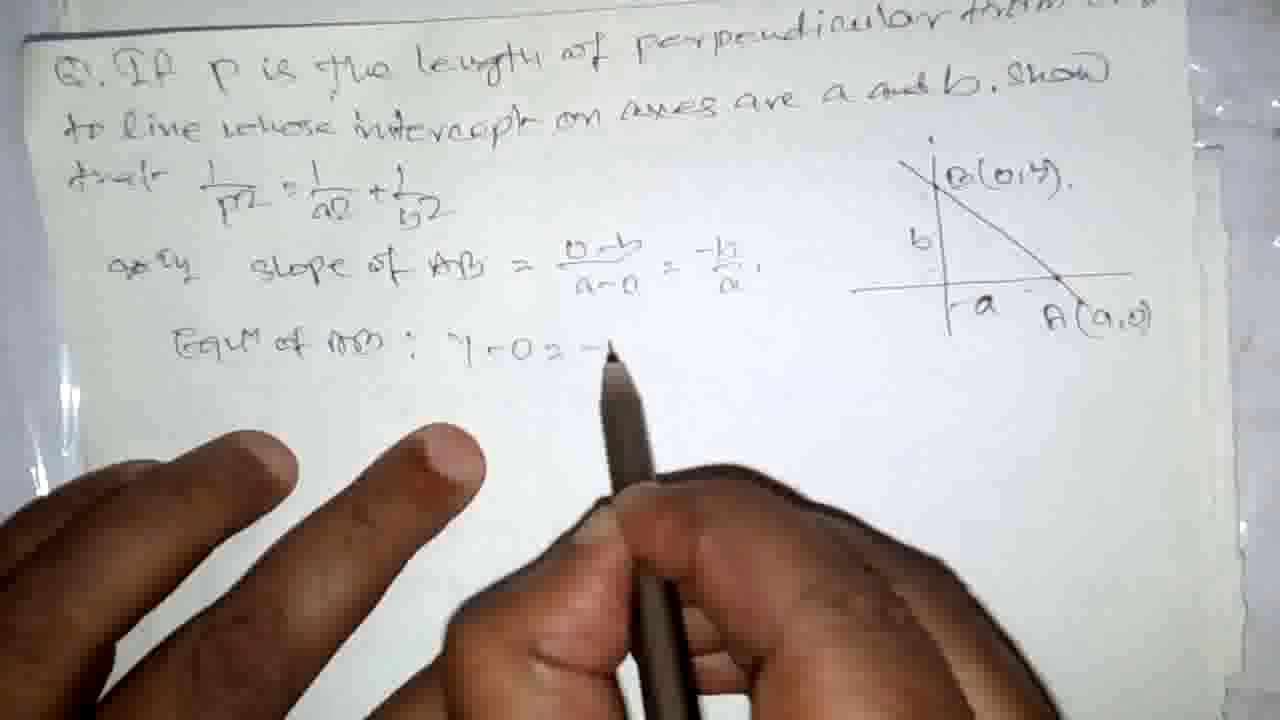 Q. If P is the length of perpendicular from
to line whose intercept on axes are a and b. show
that 1/P2 = 1/a2 + 1/b2
B(0,b).
slope of AB = 0-b/a-0 = -b/a.
b
-a A(a,0)
Eqn of AB : y-0 = -